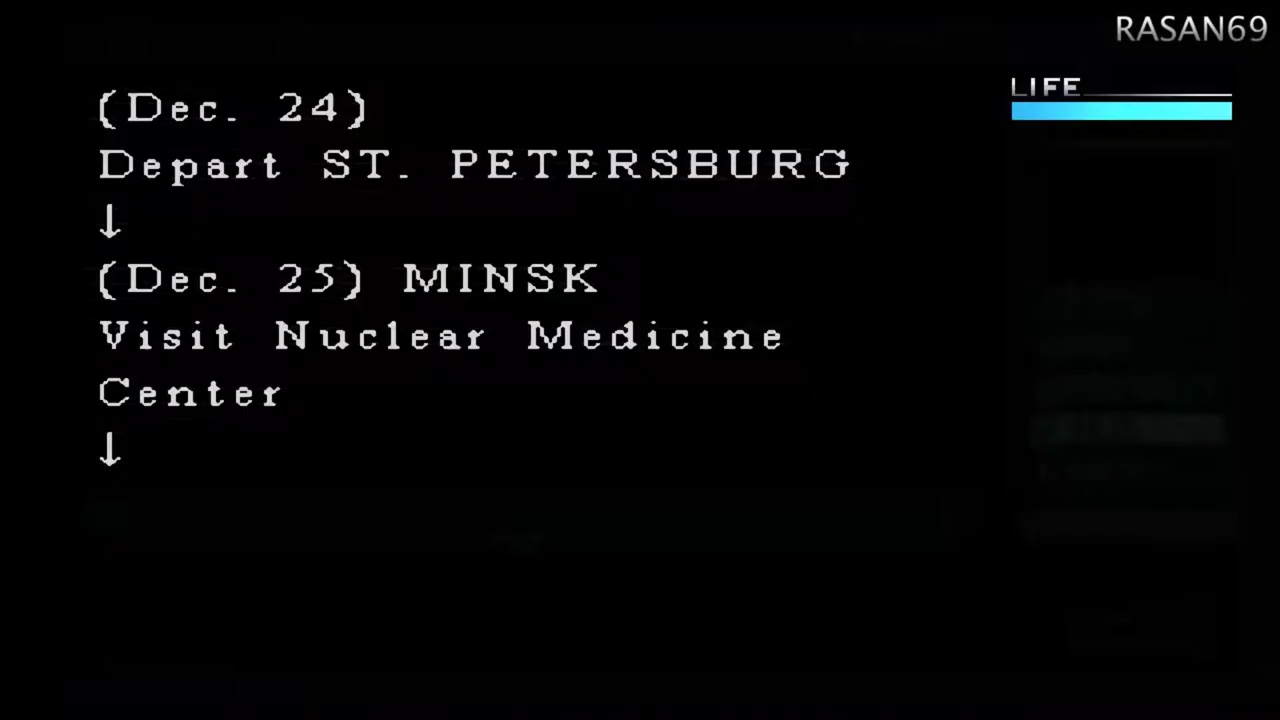 RASAN69
LIFE
(Dec. 24)
Depart ST. PETERSBURG
↓
(Dec. 25) MINSK
Visit Nuclear Medicine
Center
↓